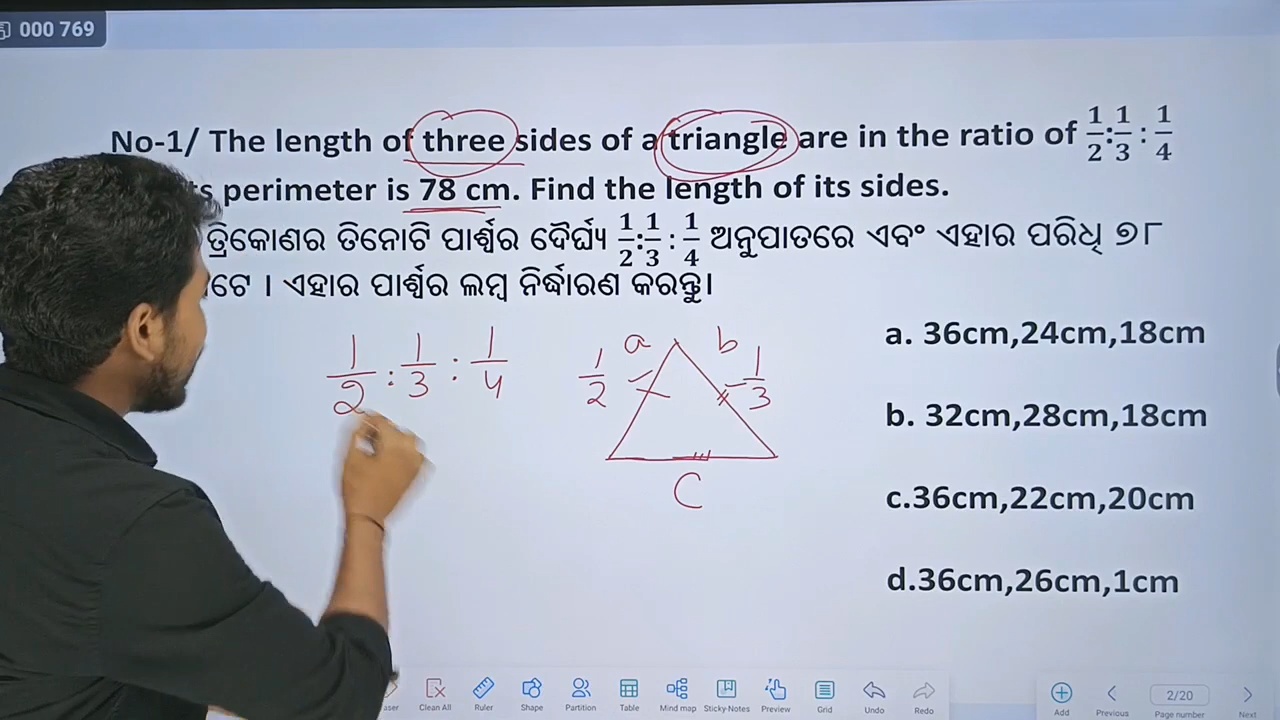 000 769
No-1/ The length of three sides of a triangle are in the ratio of 1/2:1/3 : 1/4
perimeter is 78 cm. Find the length of its sides.
ତ୍ରିକୋଣର ତିନୋଟି ପାର୍ଶ୍ୱର ଦୈର୍ଘ୍ୟ 1/2:1/3 : 1/4 ଅନୁପାତରେ ଏବଂ ଏହାର ପରିଧି ୭୮
ଟେ । ଏହାର ପାର୍ଶ୍ୱର ଲମ୍ବ ନିର୍ଦ୍ଧାରଣ କରନ୍ତୁ।
1/2 : 1/3 : 1/4
a b
1/2 1/3
C
a. 36cm,24cm,18cm
b. 32cm,28cm,18cm
c.36cm,22cm,20cm
d.36cm,26cm,1cm
Clean All Ruler Shape Partition Table Mind map Sticky-Notes Preview Grid Undo Redo
2/20
Add Previous Page number Next